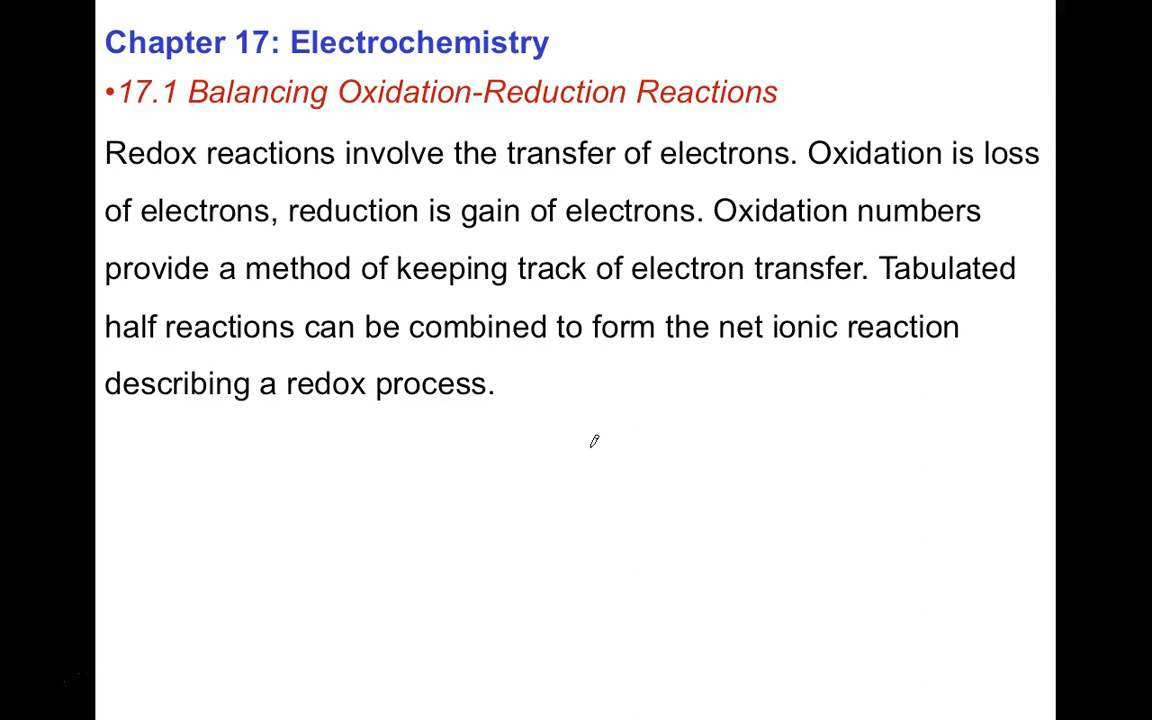 Chapter 17: Electrochemistry
•17.1 Balancing Oxidation-Reduction Reactions
Redox reactions involve the transfer of electrons. Oxidation is loss
of electrons, reduction is gain of electrons. Oxidation numbers
provide a method of keeping track of electron transfer. Tabulated
half reactions can be combined to form the net ionic reaction
describing a redox process.